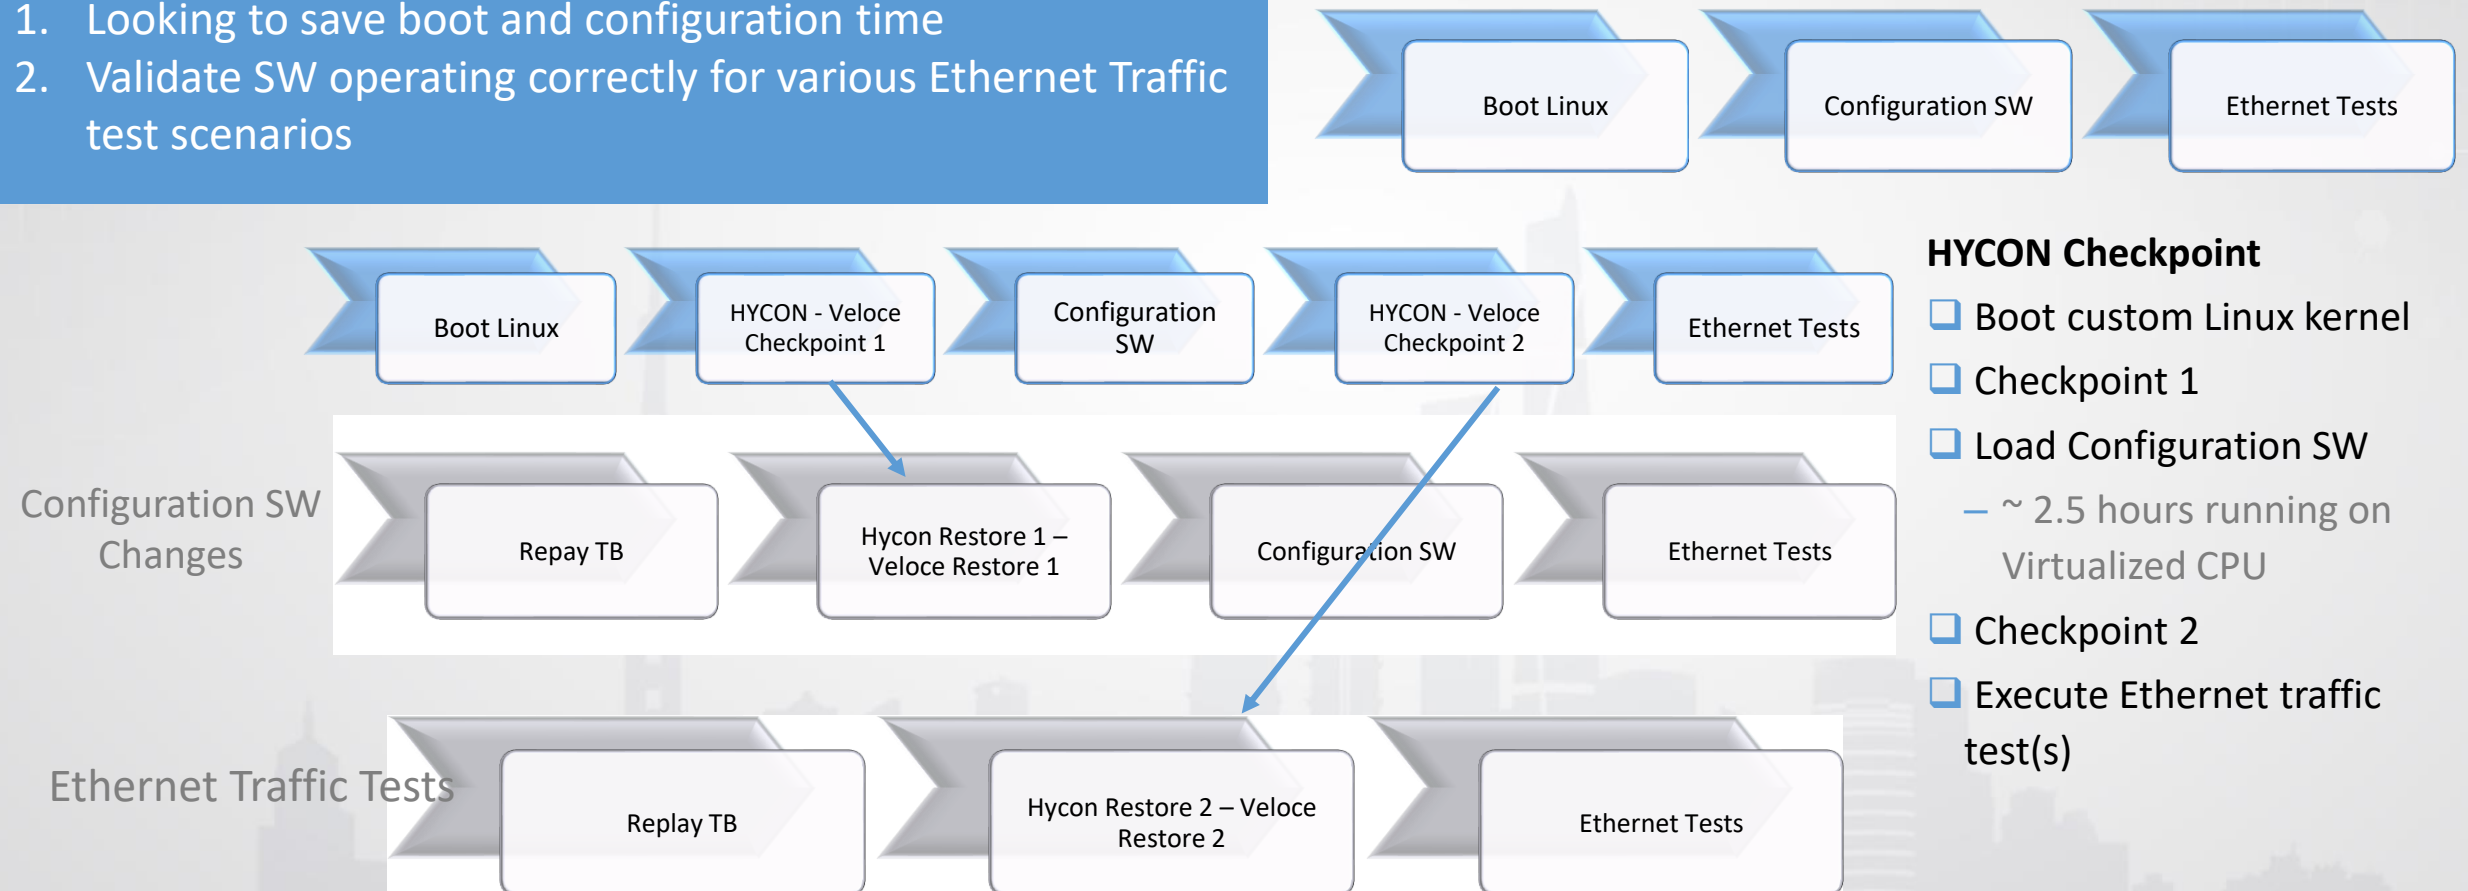 1. Looking to save boot and configuration time
2. Validate SW operating correctly for various Ethernet Traffic
test scenarios
Boot Linux
Configuration SW
Ethernet Tests
Boot Linux
HYCON - Veloce
Checkpoint 1
Configuration
SW
HYCON - Veloce
Checkpoint 2
Ethernet Tests
HYCON Checkpoint
Boot custom Linux kernel
Checkpoint 1
Load Configuration SW
– ~ 2.5 hours running on
Virtualized CPU
Checkpoint 2
Execute Ethernet traffic
test(s)
Configuration SW
Changes
Repay TB
Hycon Restore 1 –
Veloce Restore 1
Configuration SW
Ethernet Tests
Ethernet Traffic Tests
Replay TB
Hycon Restore 2 – Veloce
Restore 2
Ethernet Tests